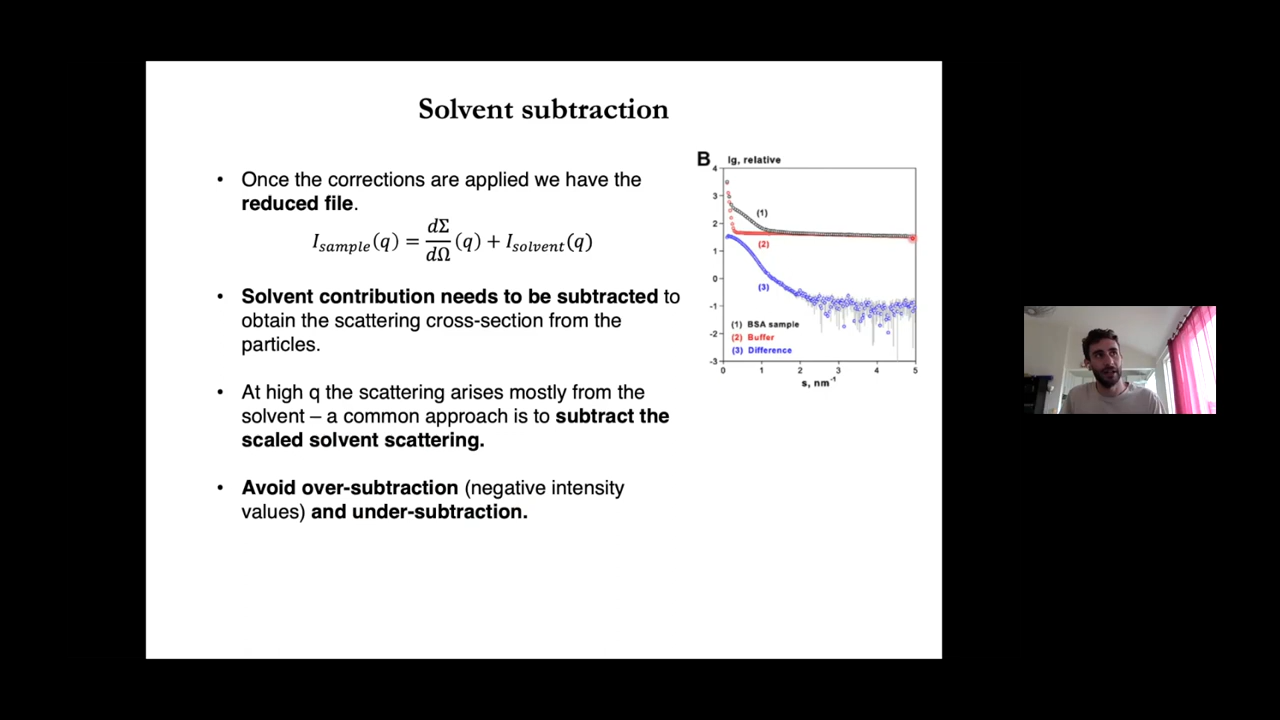 Solvent subtraction
• Once the corrections are applied we have the
reduced file.
I_sample(q) = dΣ/dΩ (q) + I_solvent(q)
• Solvent contribution needs to be subtracted to
obtain the scattering cross-section from the
particles.
• At high q the scattering arises mostly from the
solvent – a common approach is to subtract the
scaled solvent scattering.
• Avoid over-subtraction (negative intensity
values) and under-subtraction.
B
lg, relative
4
3
2
1
0
-1
-2
-3
(1)
(2)
(3)
(1) BSA sample
(2) Buffer
(3) Difference
0 1 2 3 4 5
s, nm⁻¹